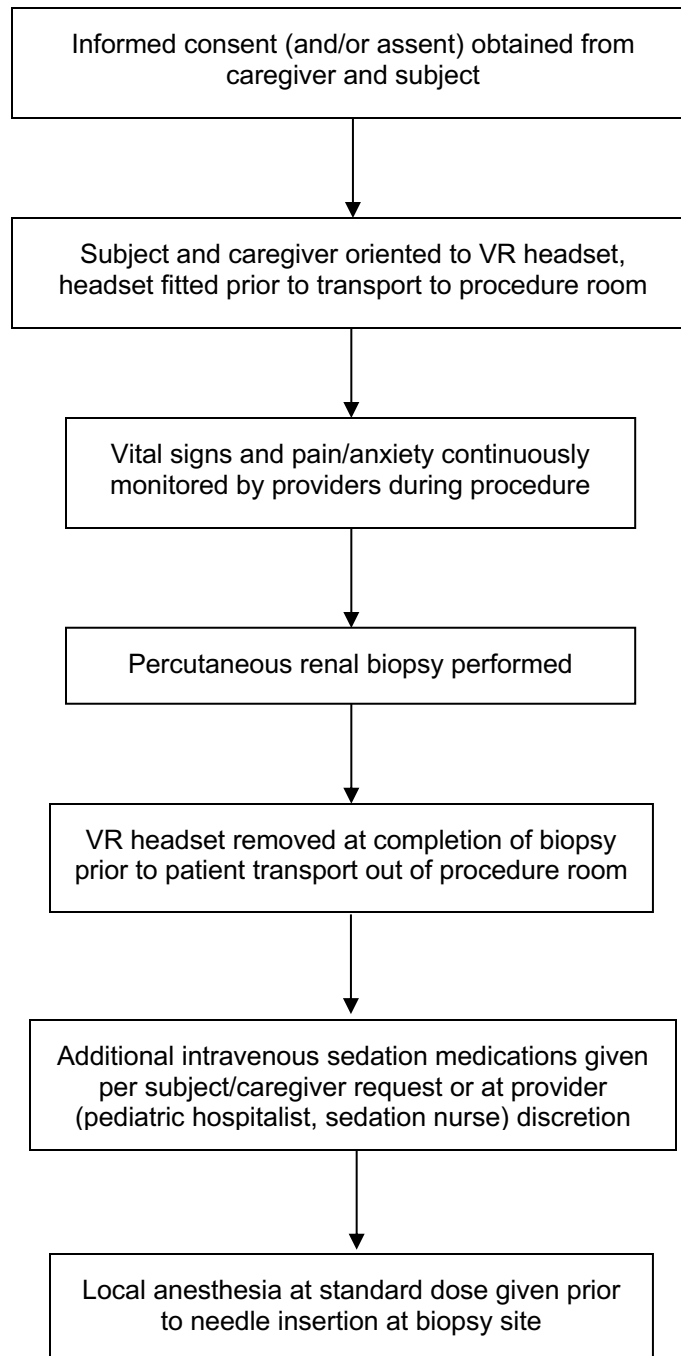 Informed consent (and/or assent) obtained from
caregiver and subject
Subject and caregiver oriented to VR headset,
headset fitted prior to transport to procedure room
Vital signs and pain/anxiety continuously
monitored by providers during procedure
Percutaneous renal biopsy performed
VR headset removed at completion of biopsy
prior to patient transport out of procedure room
Additional intravenous sedation medications given
per subject/caregiver request or at provider
(pediatric hospitalist, sedation nurse) discretion
Local anesthesia at standard dose given prior
to needle insertion at biopsy site